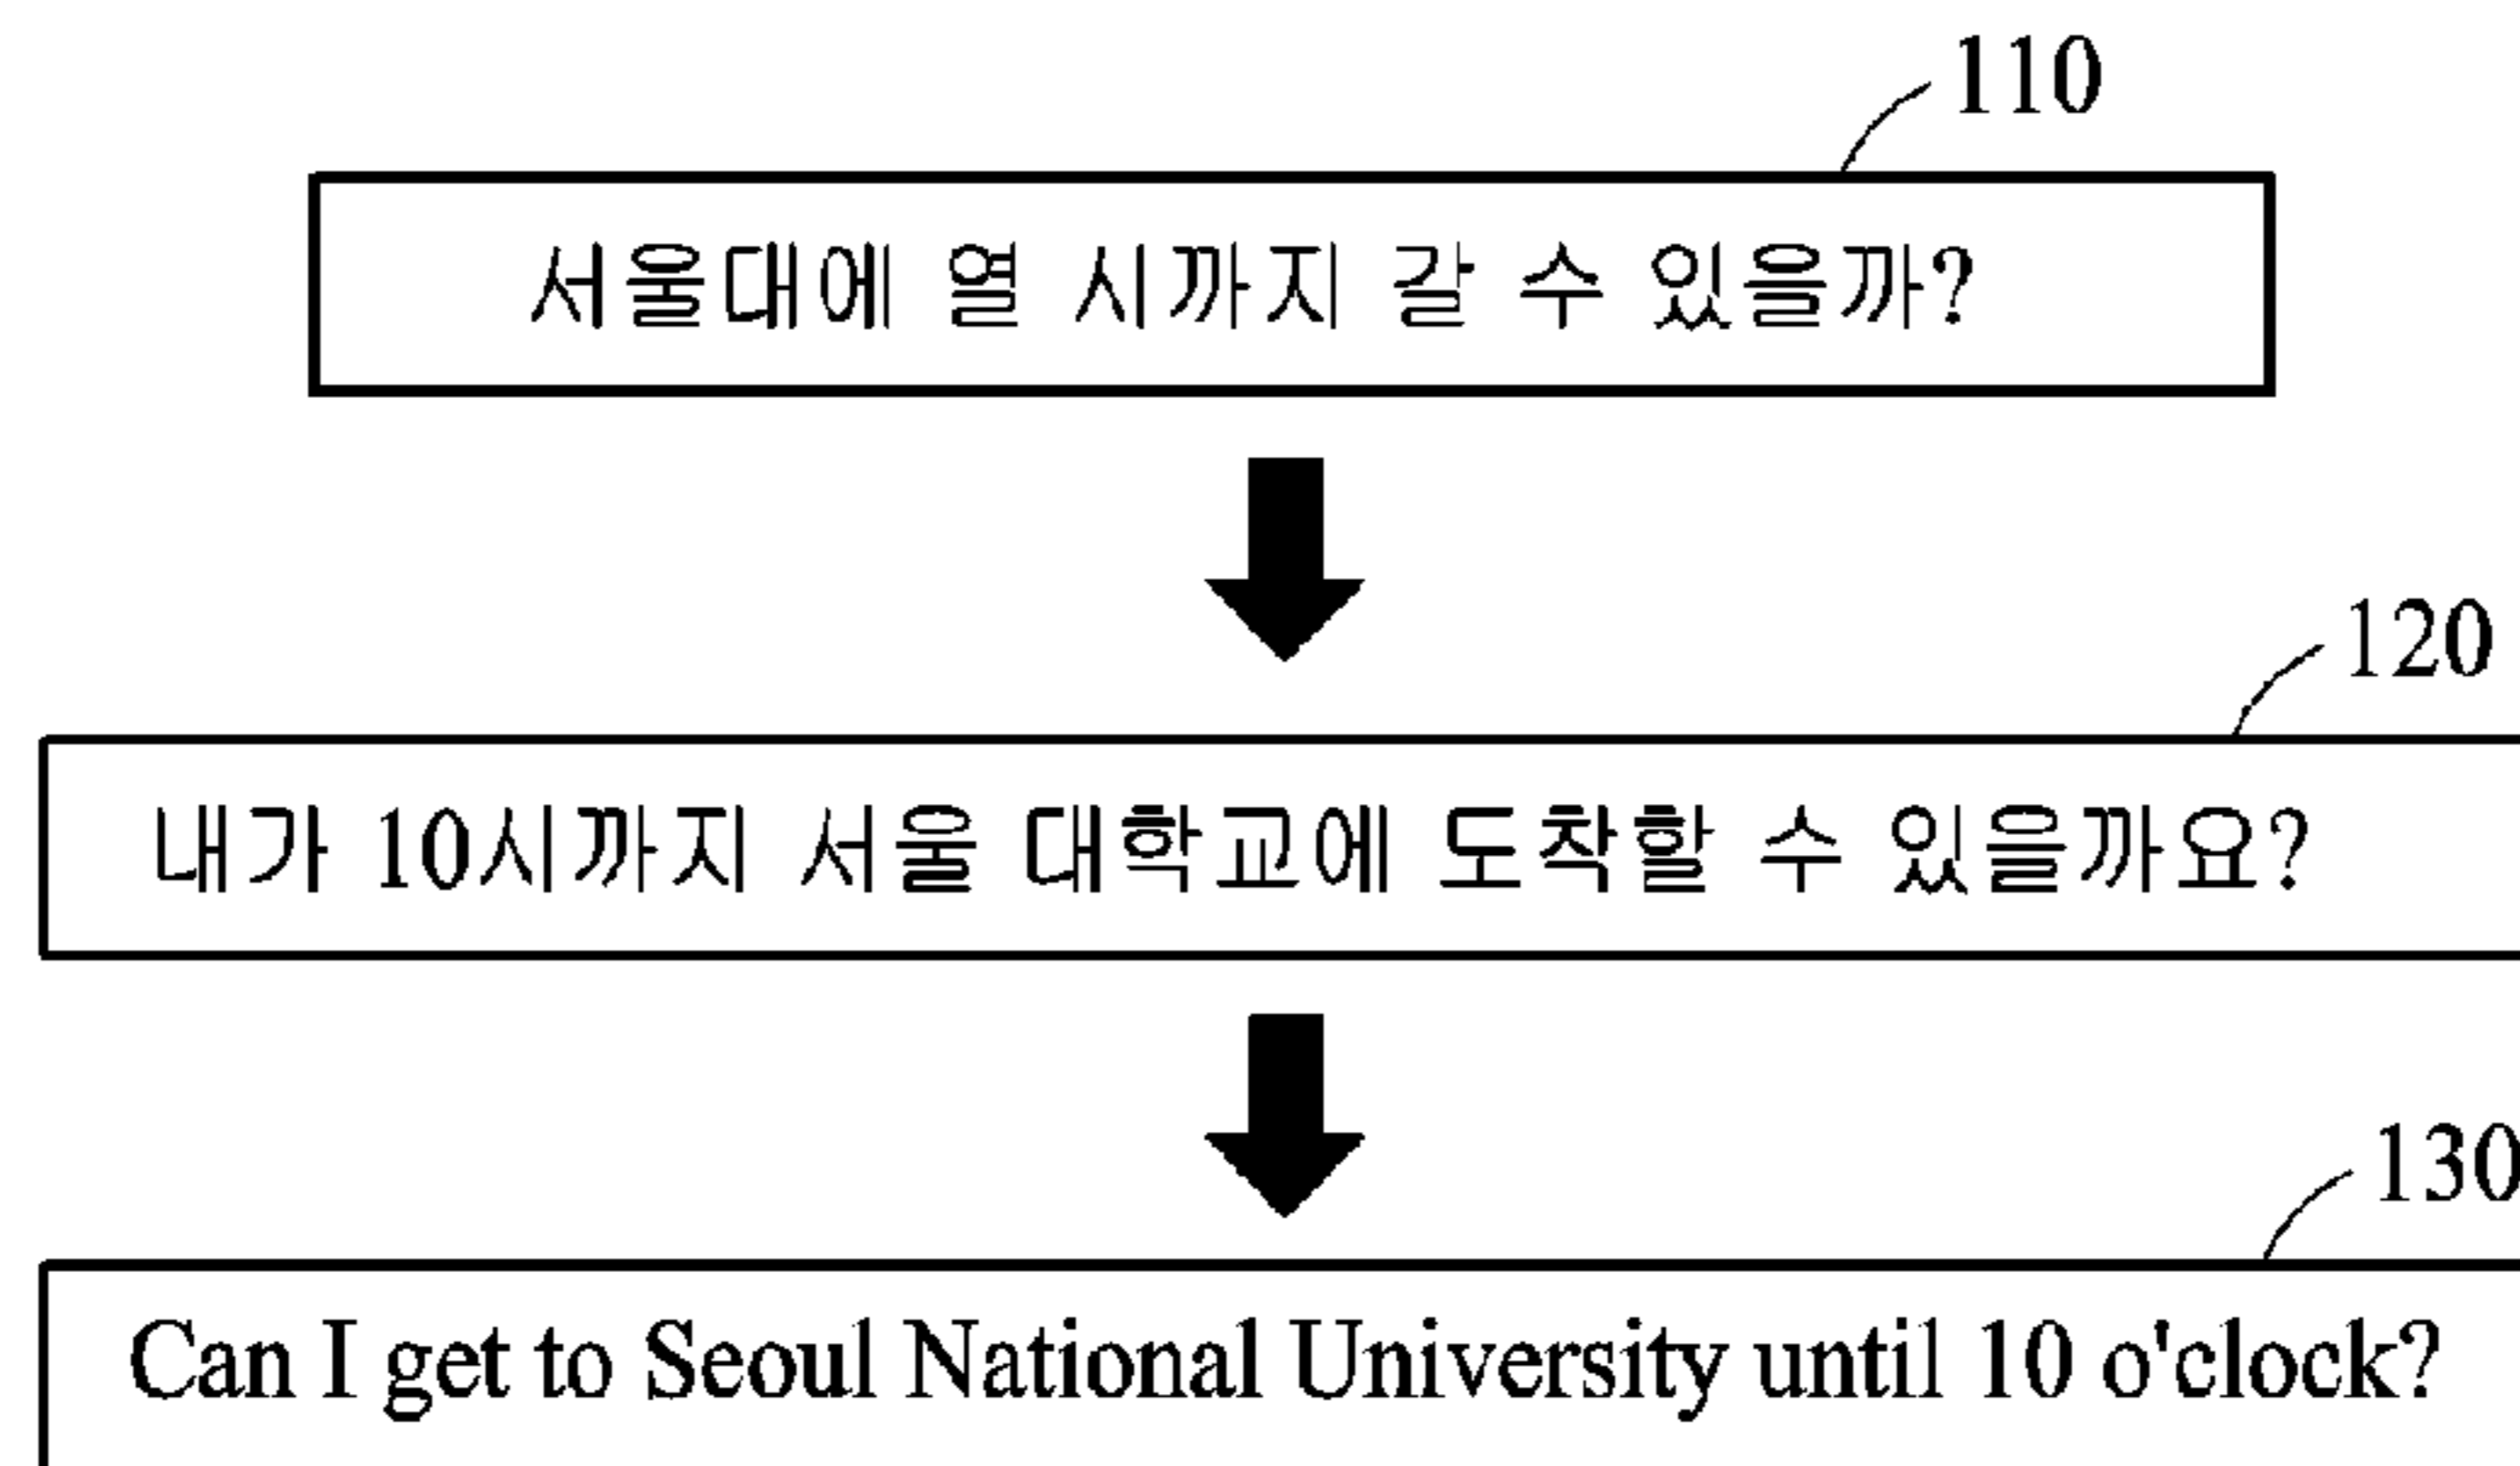 110
서울대에 열 시까지 갈 수 있을까?
120
내가 10시까지 서울 대학교에 도착할 수 있을까요?
130
Can I get to Seoul National University until 10 o'clock?